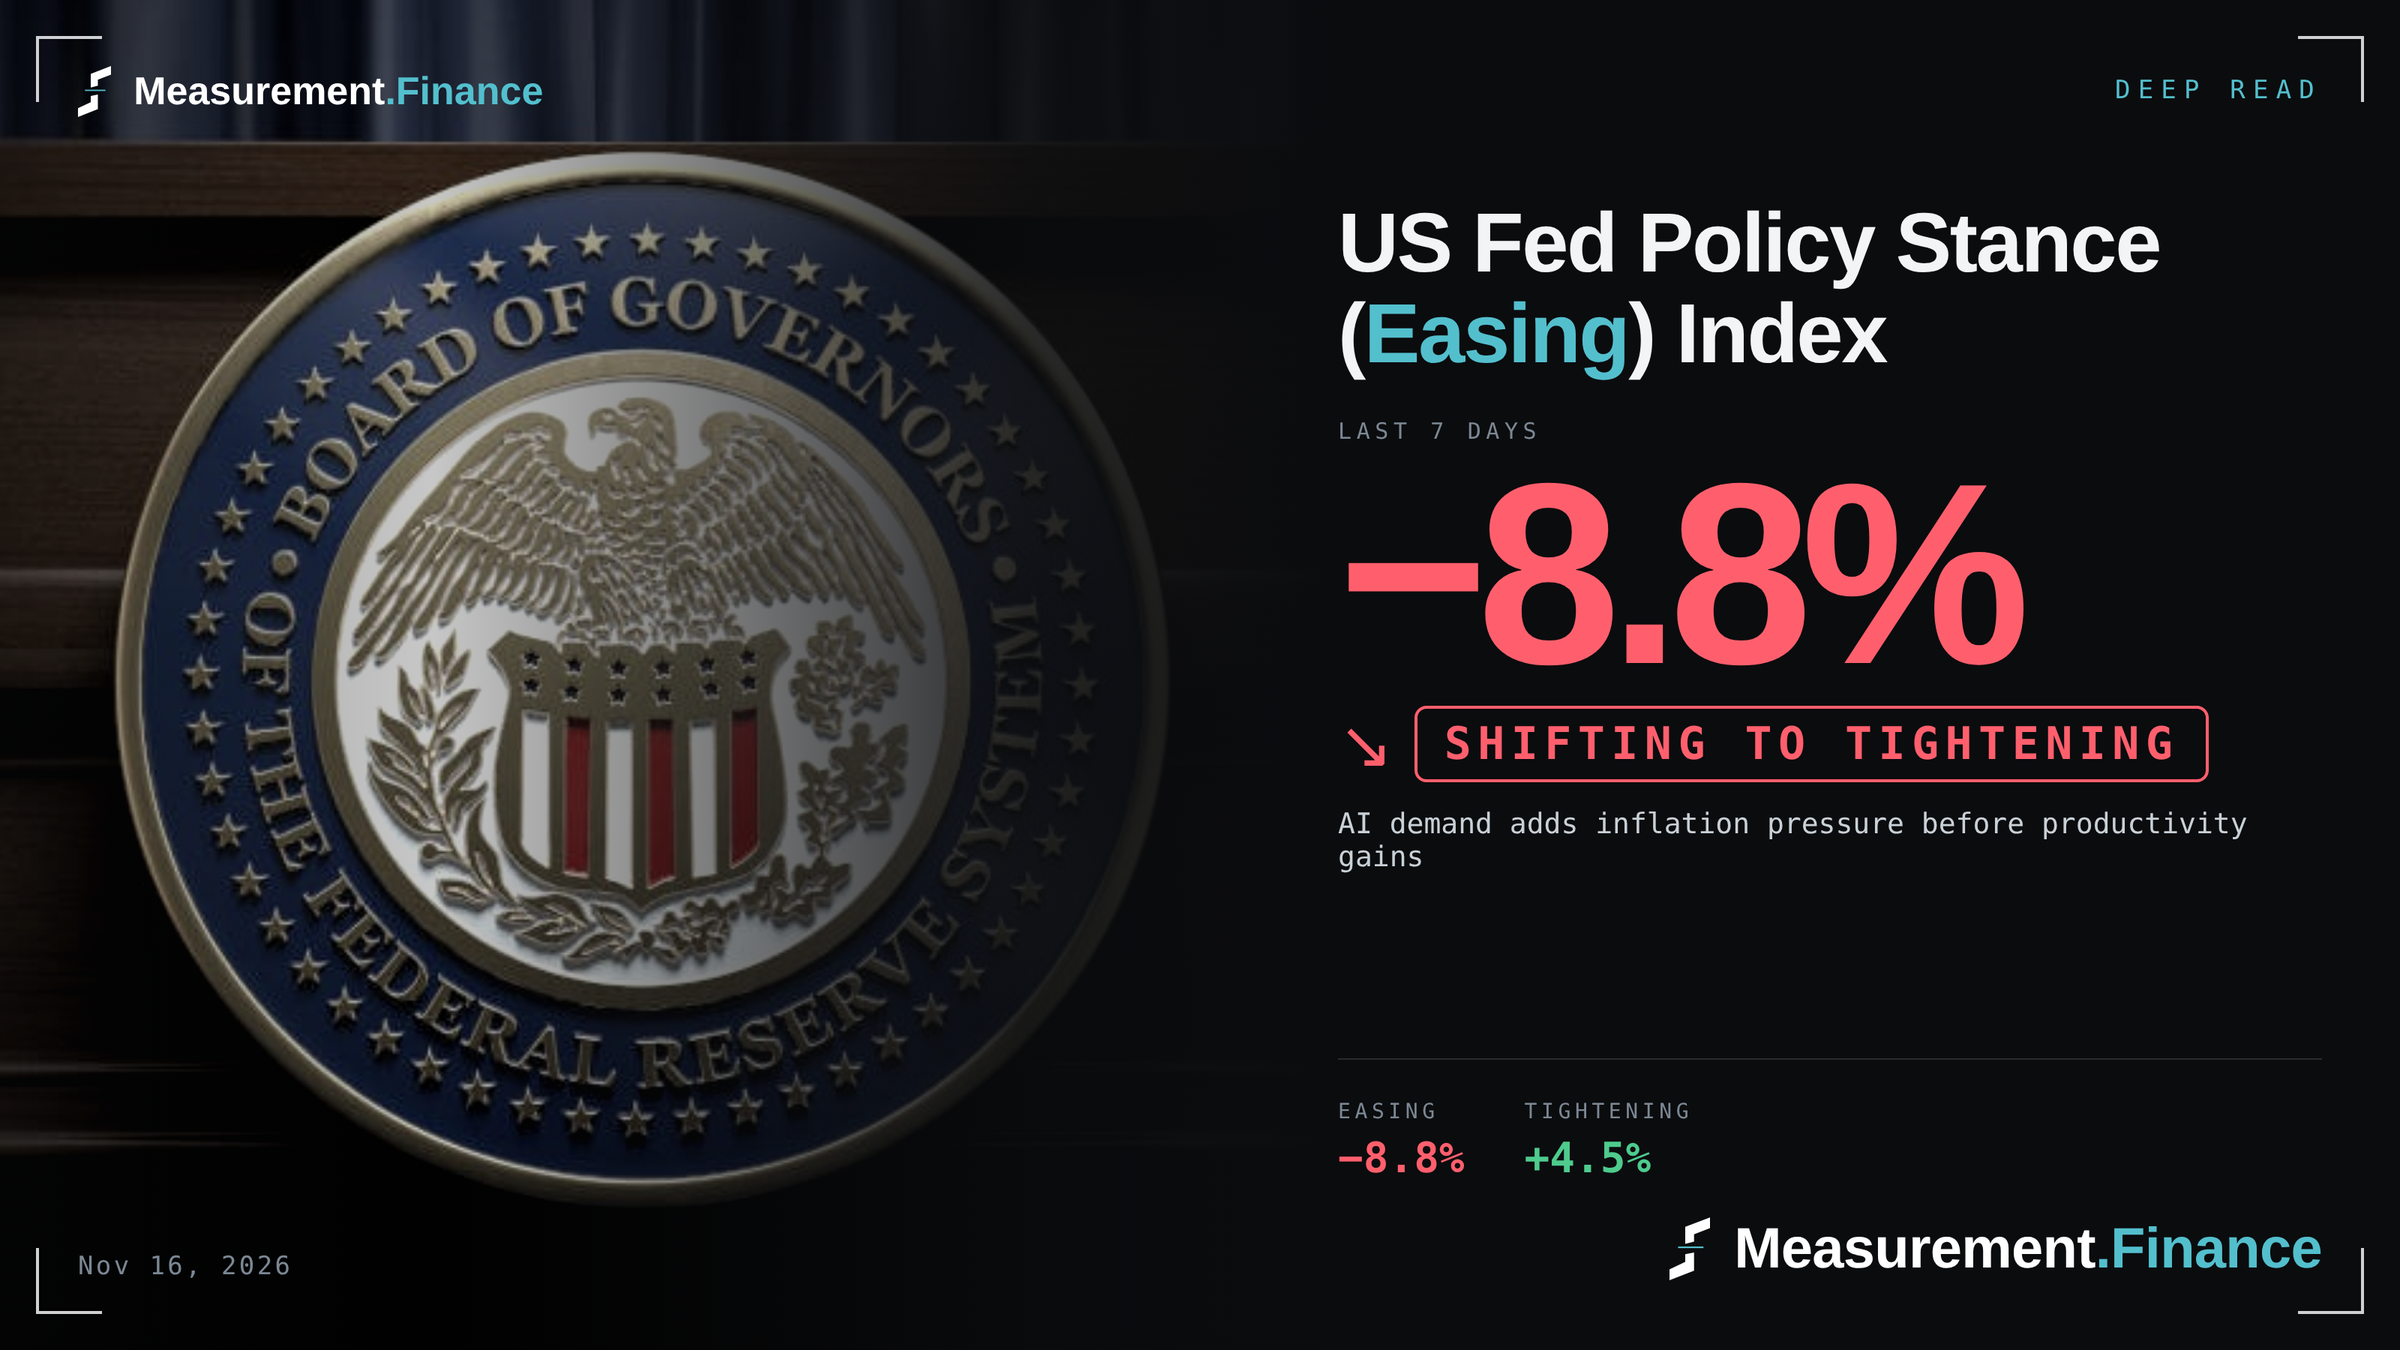 Measurement.Finance
DEEP READ
BOARD OF GOVERNORS
• OF THE FEDERAL RESERVE SYSTEM •
US Fed Policy Stance
(Easing) Index
LAST 7 DAYS
−8.8%
↘ SHIFTING TO TIGHTENING
AI demand adds inflation pressure before productivity
gains
EASING TIGHTENING
−8.8% +4.5%
Nov 16, 2026
Measurement.Finance